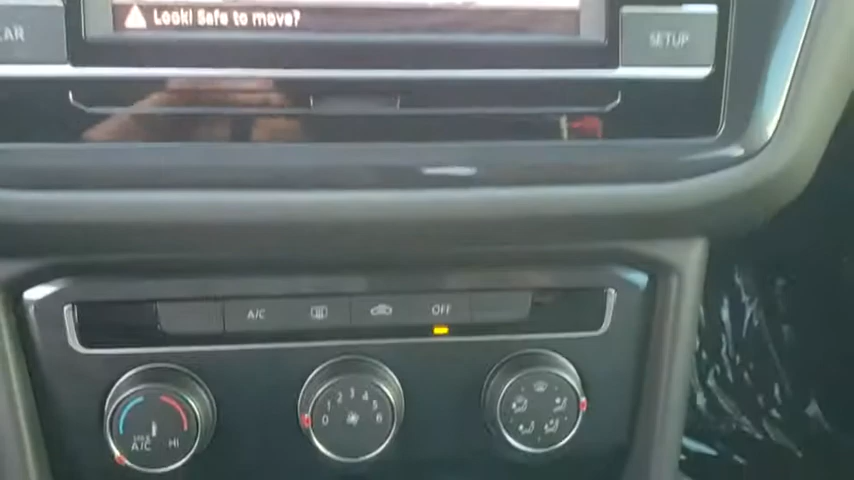 Look! Safe to move?
SETUP
A/C
OFF
0 1 2 3 4 5 6
MAX A/C
HI